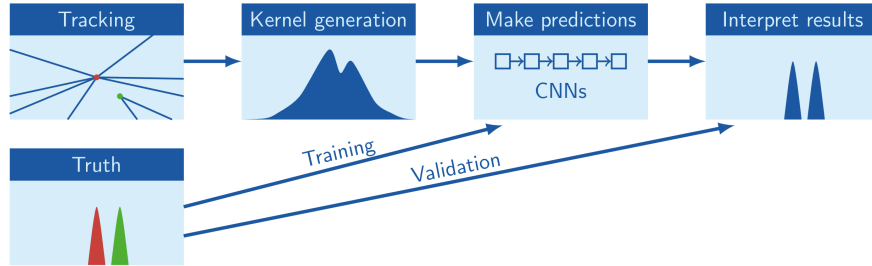 Tracking
Kernel generation
Make predictions
Interpret results
CNNs
Training
Validation
Truth